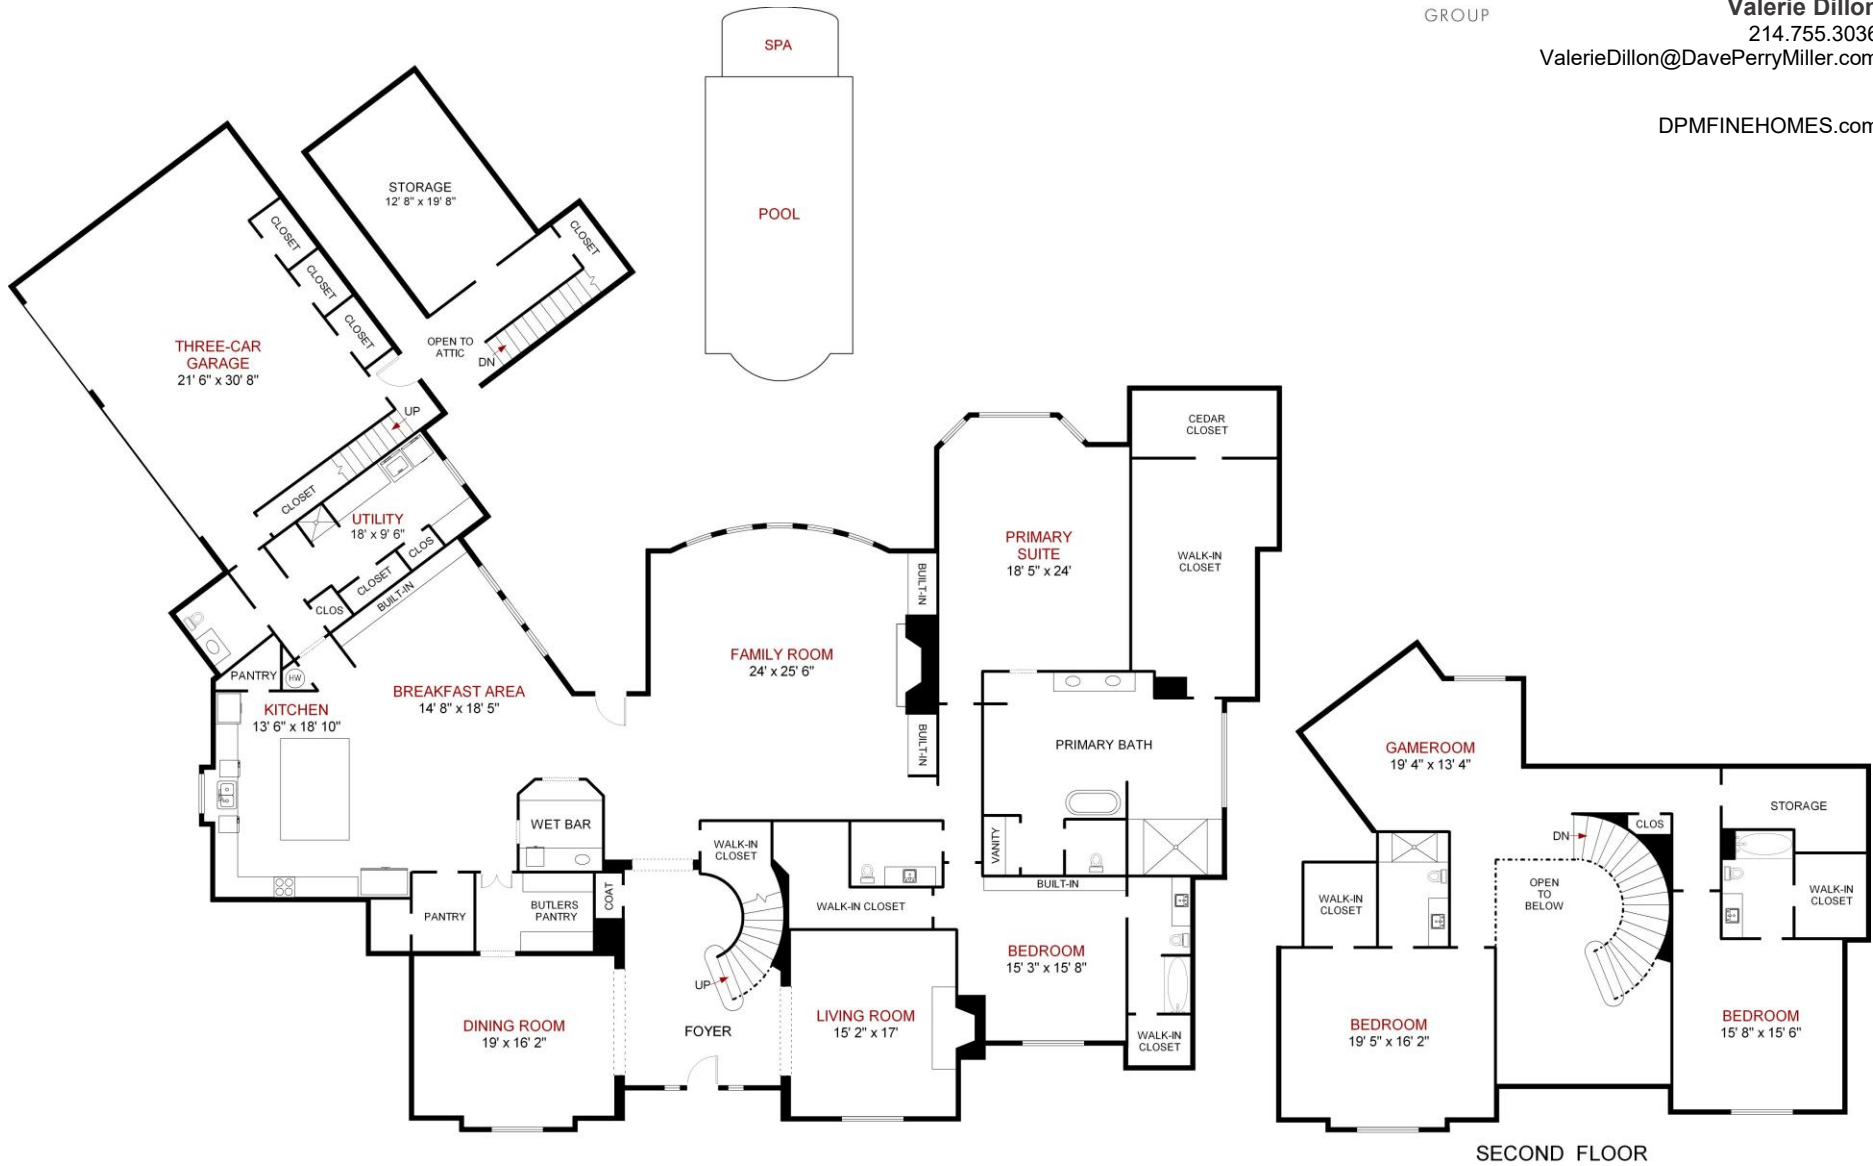 GROUP
Valerie Dillon
214.755.3036
ValerieDillon@DavePerryMiller.com
DPMFINEHOMES.com
SPA
POOL
STORAGE
12' 8" x 19' 8"
CLOSET
CLOSET
CLOSET
CLOSET
THREE-CAR
GARAGE
21' 6" x 30' 8"
OPEN TO
ATTIC
DN
UP
CLOSET
UTILITY
18' x 9' 6"
CLOS
CLOSET
CLOS
BUILT-IN
PANTRY
HW
KITCHEN
13' 6" x 18' 10"
BREAKFAST AREA
14' 8" x 18' 5"
FAMILY ROOM
24' x 25' 6"
BUILT-IN
BUILT-IN
PRIMARY
SUITE
18' 5" x 24'
CEDAR
CLOSET
WALK-IN
CLOSET
PRIMARY BATH
VANITY
WET BAR
WALK-IN
CLOSET
WALK-IN CLOSET
BUILT-IN
PANTRY
BUTLERS
PANTRY
COAT
BEDROOM
15' 3" x 15' 8"
UP
DINING ROOM
19' x 16' 2"
FOYER
LIVING ROOM
15' 2" x 17'
WALK-IN
CLOSET
GAMEROOM
19' 4" x 13' 4"
STORAGE
DN
CLOS
OPEN
TO
BELOW
WALK-IN
CLOSET
WALK-IN
CLOSET
BEDROOM
19' 5" x 16' 2"
BEDROOM
15' 8" x 15' 6"
SECOND FLOOR